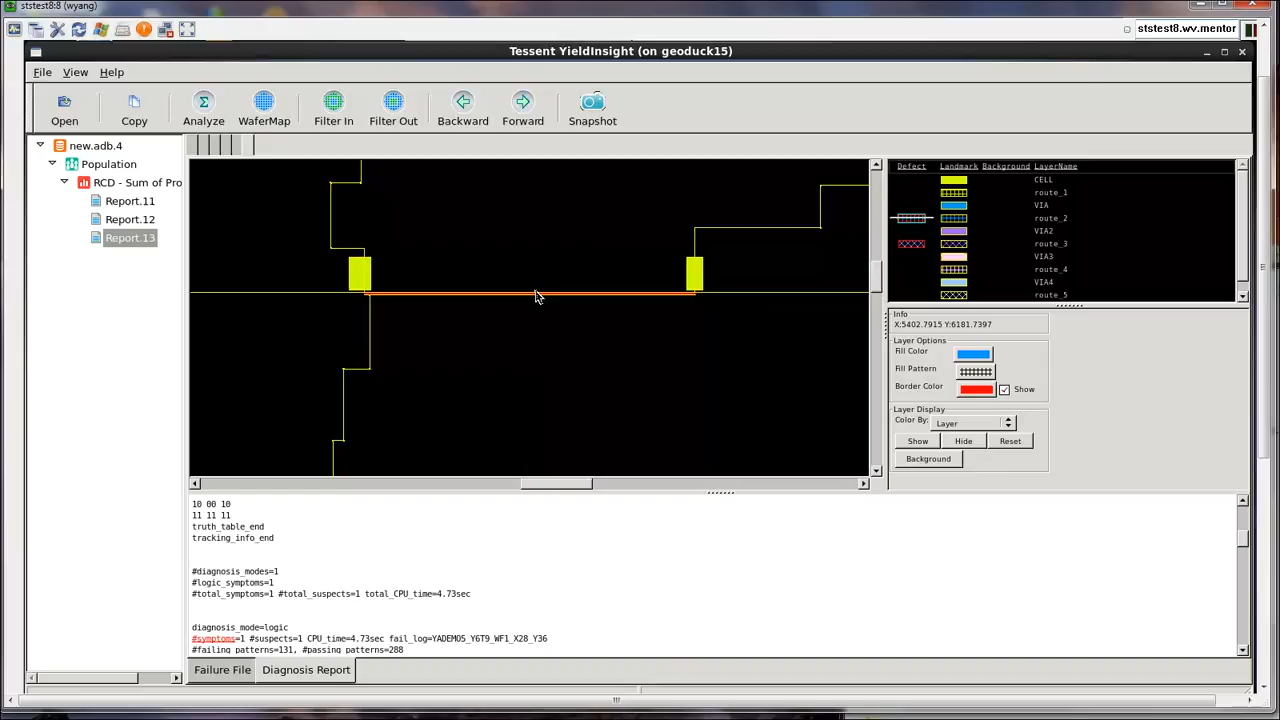 ststest8:8 (wyang)
ststest8.wv.mentor
Tessent YieldInsight (on geoduck15)
File View Help
Open Copy Analyze WaferMap Filter In Filter Out Backward Forward Snapshot
new.adb.4
Population
RCD - Sum of Pro
Report.11
Report.12
Report.13
Defect Landmark Background LayerName
CELL
route_1
VIA
route_2
VIA2
route_3
VIA3
route_4
VIA4
route_5
Info
X:5402.7915 Y:6181.7397
Layer Options
Fill Color
Fill Pattern
Border Color Show
Layer Display
Color By: Layer
Show Hide Reset
Background
10 00 10
11 11 11
truth_table_end
tracking_info_end
#diagnosis_modes=1
#logic_symptoms=1
#total_symptoms=1 #total_suspects=1 total_CPU_time=4.73sec
diagnosis_mode=logic
#symptoms=1 #suspects=1 CPU_time=4.73sec fail_log=YADEMO5_Y6T9_WF1_X28_Y36
#failing_patterns=131, #passing_patterns=288
Failure File Diagnosis Report